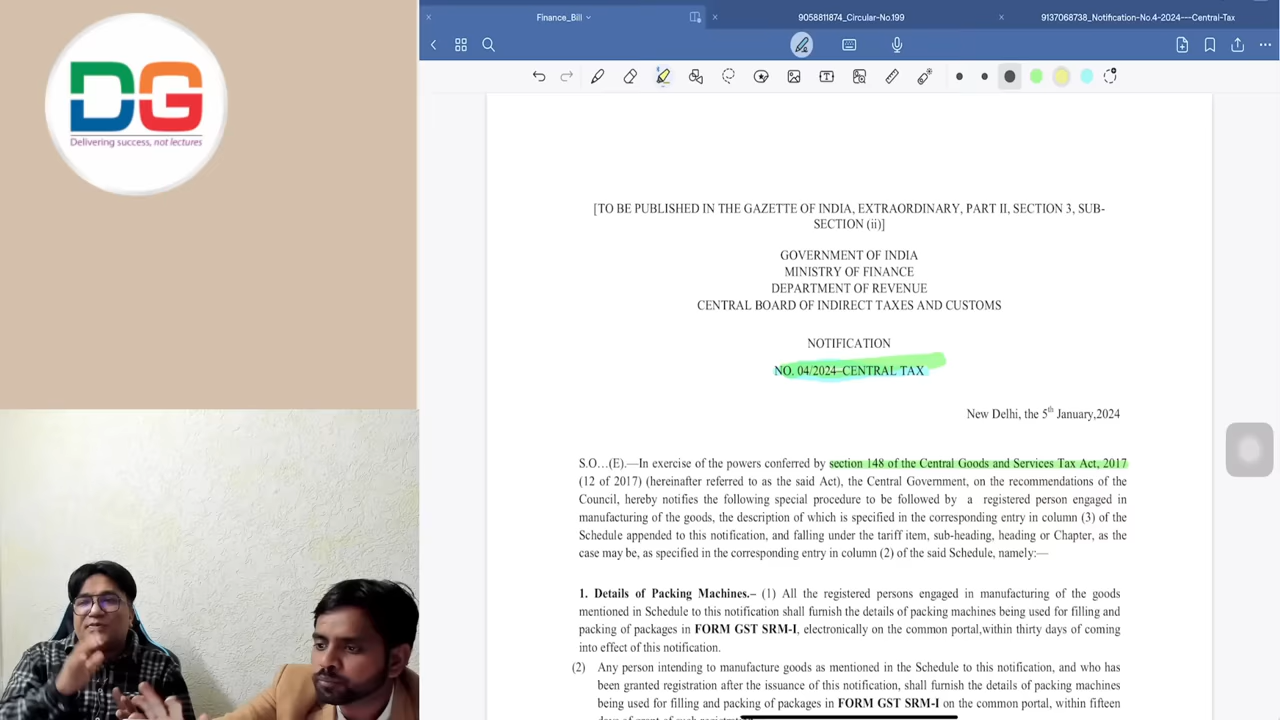 DG
Delivering success, not lectures
Finance_Bill
9058811874_Circular-No.199
9137068738_Notification-No.4-2024---Central-Tax
[TO BE PUBLISHED IN THE GAZETTE OF INDIA, EXTRAORDINARY, PART II, SECTION 3, SUB-
SECTION (ii)]
GOVERNMENT OF INDIA
MINISTRY OF FINANCE
DEPARTMENT OF REVENUE
CENTRAL BOARD OF INDIRECT TAXES AND CUSTOMS
NOTIFICATION
NO. 04/2024–CENTRAL TAX
New Delhi, the 5th January,2024
S.O…(E).—In exercise of the powers conferred by section 148 of the Central Goods and Services Tax Act, 2017
(12 of 2017) (hereinafter referred to as the said Act), the Central Government, on the recommendations of the
Council, hereby notifies the following special procedure to be followed by a registered person engaged in
manufacturing of the goods, the description of which is specified in the corresponding entry in column (3) of the
Schedule appended to this notification, and falling under the tariff item, sub-heading, heading or Chapter, as the
case may be, as specified in the corresponding entry in column (2) of the said Schedule, namely:—
1. Details of Packing Machines.– (1) All the registered persons engaged in manufacturing of the goods
mentioned in Schedule to this notification shall furnish the details of packing machines being used for filling and
packing of packages in FORM GST SRM-I, electronically on the common portal,within thirty days of coming
into effect of this notification.
(2) Any person intending to manufacture goods as mentioned in the Schedule to this notification, and who has
been granted registration after the issuance of this notification, shall furnish the details of packing machines
being used for filling and packing of packages in FORM GST SRM-I on the common portal, within fifteen